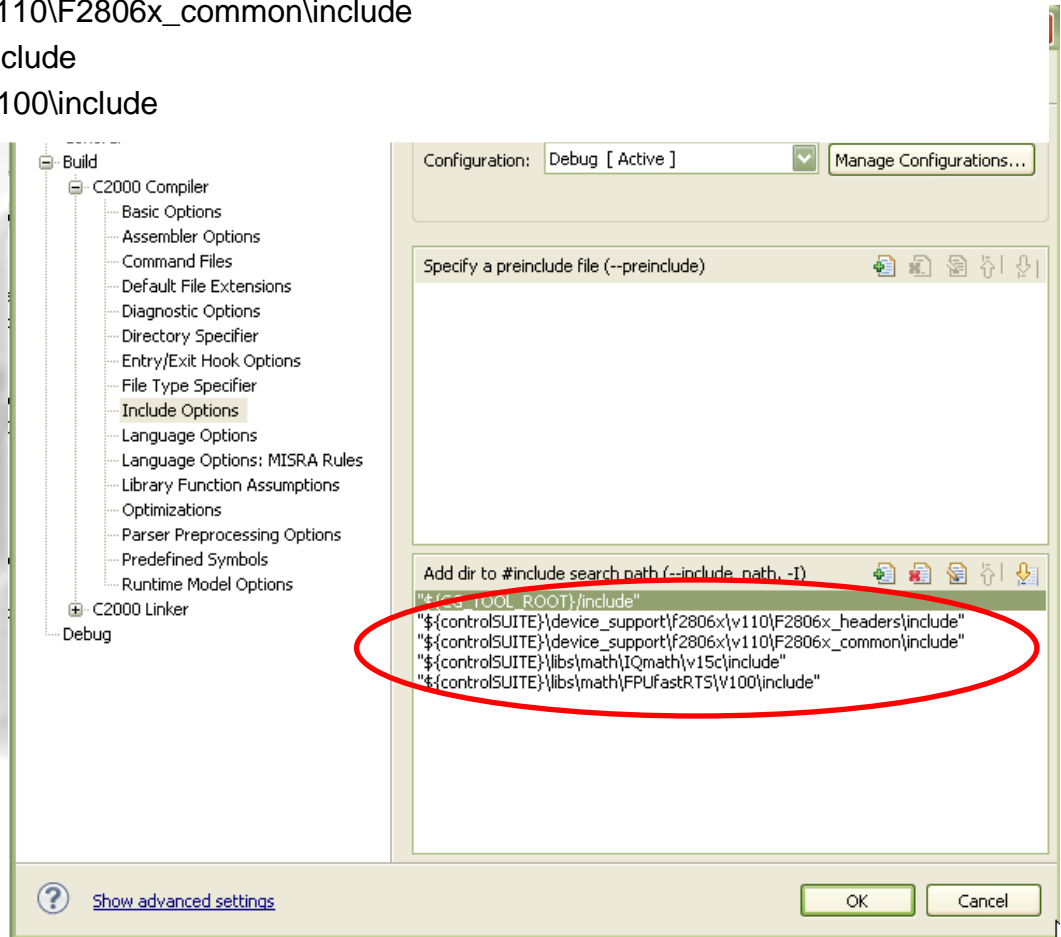 110\F2806x_common\include
clude
100\include
Build
Configuration: Debug [ Active ] Manage Configurations...
C2000 Compiler
Basic Options
Assembler Options
Command Files
Default File Extensions
Diagnostic Options
Directory Specifier
Entry/Exit Hook Options
File Type Specifier
Include Options
Language Options
Language Options: MISRA Rules
Library Function Assumptions
Optimizations
Parser Preprocessing Options
Predefined Symbols
Runtime Model Options
C2000 Linker
Debug
Specify a preinclude file (--preinclude)
Add dir to #include search path (--include_path, -I)
"${CG_TOOL_ROOT}/include"
"${controlSUITE}\device_support\f2806x\v110\F2806x_headers\include"
"${controlSUITE}\device_support\f2806x\v110\F2806x_common\include"
"${controlSUITE}\libs\math\IQmath\v15c\include"
"${controlSUITE}\libs\math\FPUfastRTS\V100\include"
Show advanced settings
OK Cancel